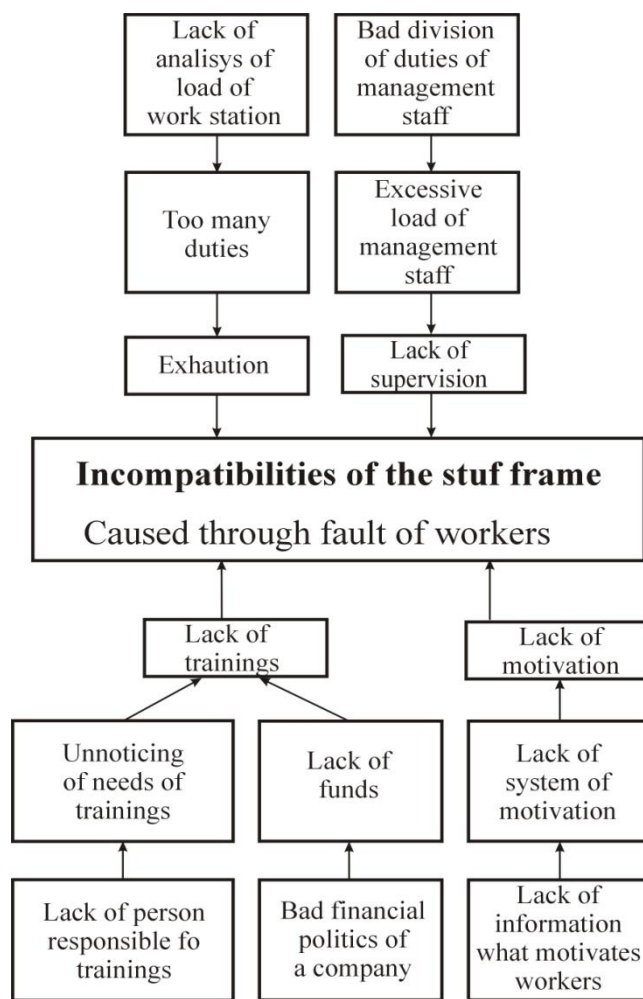 Lack of
analisys of
load of
work station
Bad division
of duties of
management
staff
Too many
duties
Excessive
load of
management
staff
Exhaution
Lack of
supervision
Incompatibilities of the stuf frame
Caused through fault of workers
Lack of
trainings
Lack of
motivation
Unnoticing
of needs of
trainings
Lack of
funds
Lack of
system of
motivation
Lack of person
responsible fo
trainings
Bad financial
politics of
a company
Lack of
information
what motivates
workers